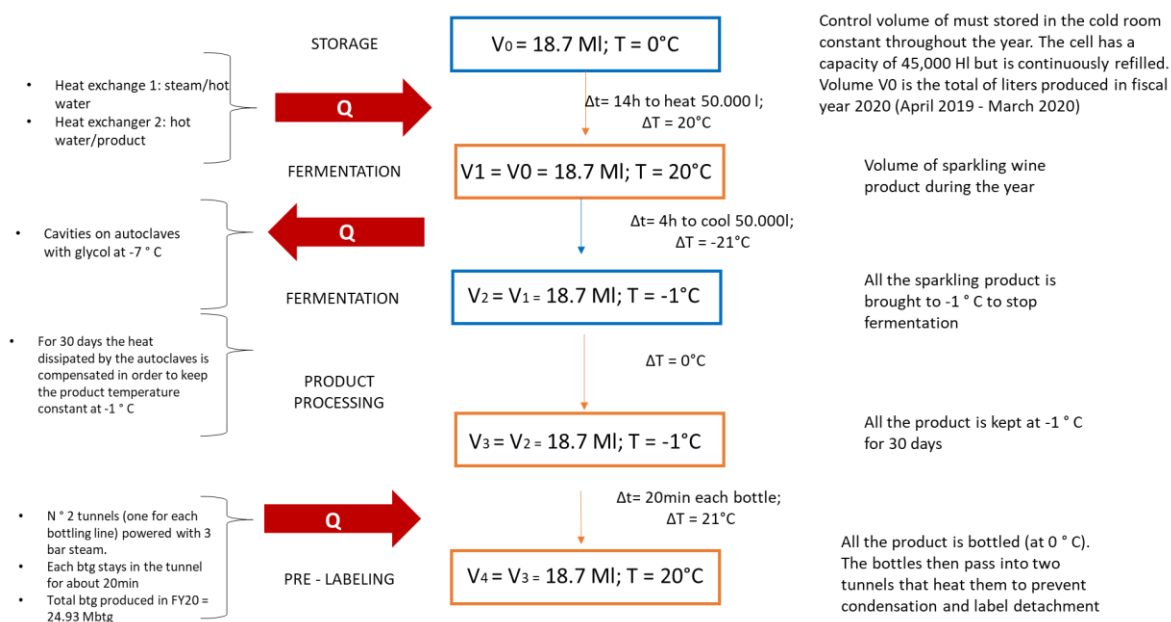 STORAGE
V0 = 18.7 Ml; T = 0°C
Control volume of must stored in the cold room
constant throughout the year. The cell has a
capacity of 45,000 Hl but is continuously refilled.
Volume V0 is the total of liters produced in fiscal
year 2020 (April 2019 - March 2020)
• Heat exchange 1: steam/hot
water
• Heat exchanger 2: hot
water/product
Q
Δt= 14h to heat 50.000 l;
ΔT = 20°C
FERMENTATION
V1 = V0 = 18.7 Ml; T = 20°C
Volume of sparkling wine
product during the year
• Cavities on autoclaves
with glycol at -7 ° C
Q
Δt= 4h to cool 50.000l;
ΔT = -21°C
FERMENTATION
V2 = V1 = 18.7 Ml; T = -1°C
All the sparkling product is
brought to -1 ° C to stop
fermentation
• For 30 days the heat
dissipated by the autoclaves is
compensated in order to keep
the product temperature
constant at -1 ° C
PRODUCT
PROCESSING
ΔT = 0°C
V3 = V2 = 18.7 Ml; T = -1°C
All the product is kept at -1 ° C
for 30 days
• N ° 2 tunnels (one for each
bottling line) powered with 3
bar steam.
• Each btg stays in the tunnel
for about 20min
• Total btg produced in FY20 =
24.93 Mbtg
Q
Δt= 20min each bottle;
ΔT = 21°C
PRE - LABELING
V4 = V3 = 18.7 Ml; T = 20°C
All the product is bottled (at 0 ° C).
The bottles then pass into two
tunnels that heat them to prevent
condensation and label detachment